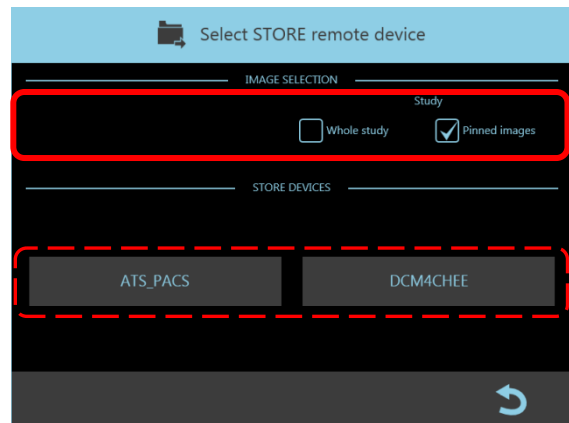 Select STORE remote device
IMAGE SELECTION
Study
Whole study Pinned images
STORE DEVICES
ATS_PACS DCM4CHEE